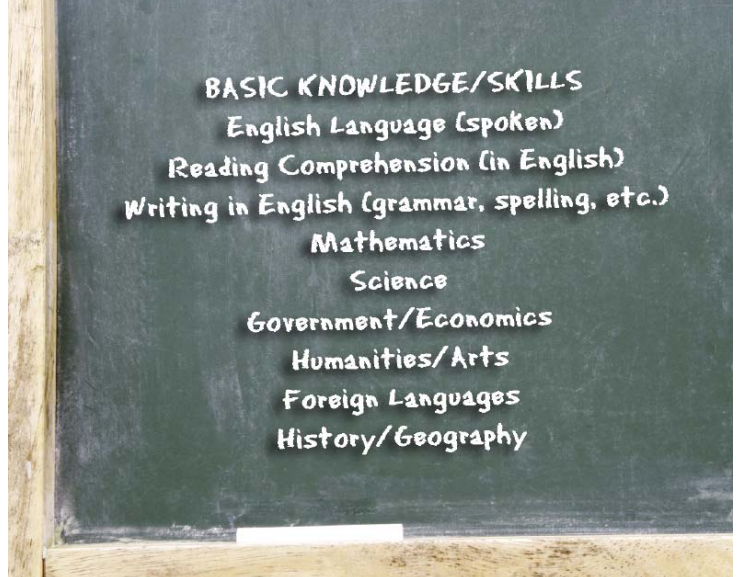 BASIC KNOWLEDGE/SKILLS
English Language (spoken)
Reading Comprehension (in English)
Writing in English (grammar, spelling, etc.)
Mathematics
Science
Government/Economics
Humanities/Arts
Foreign Languages
History/Geography